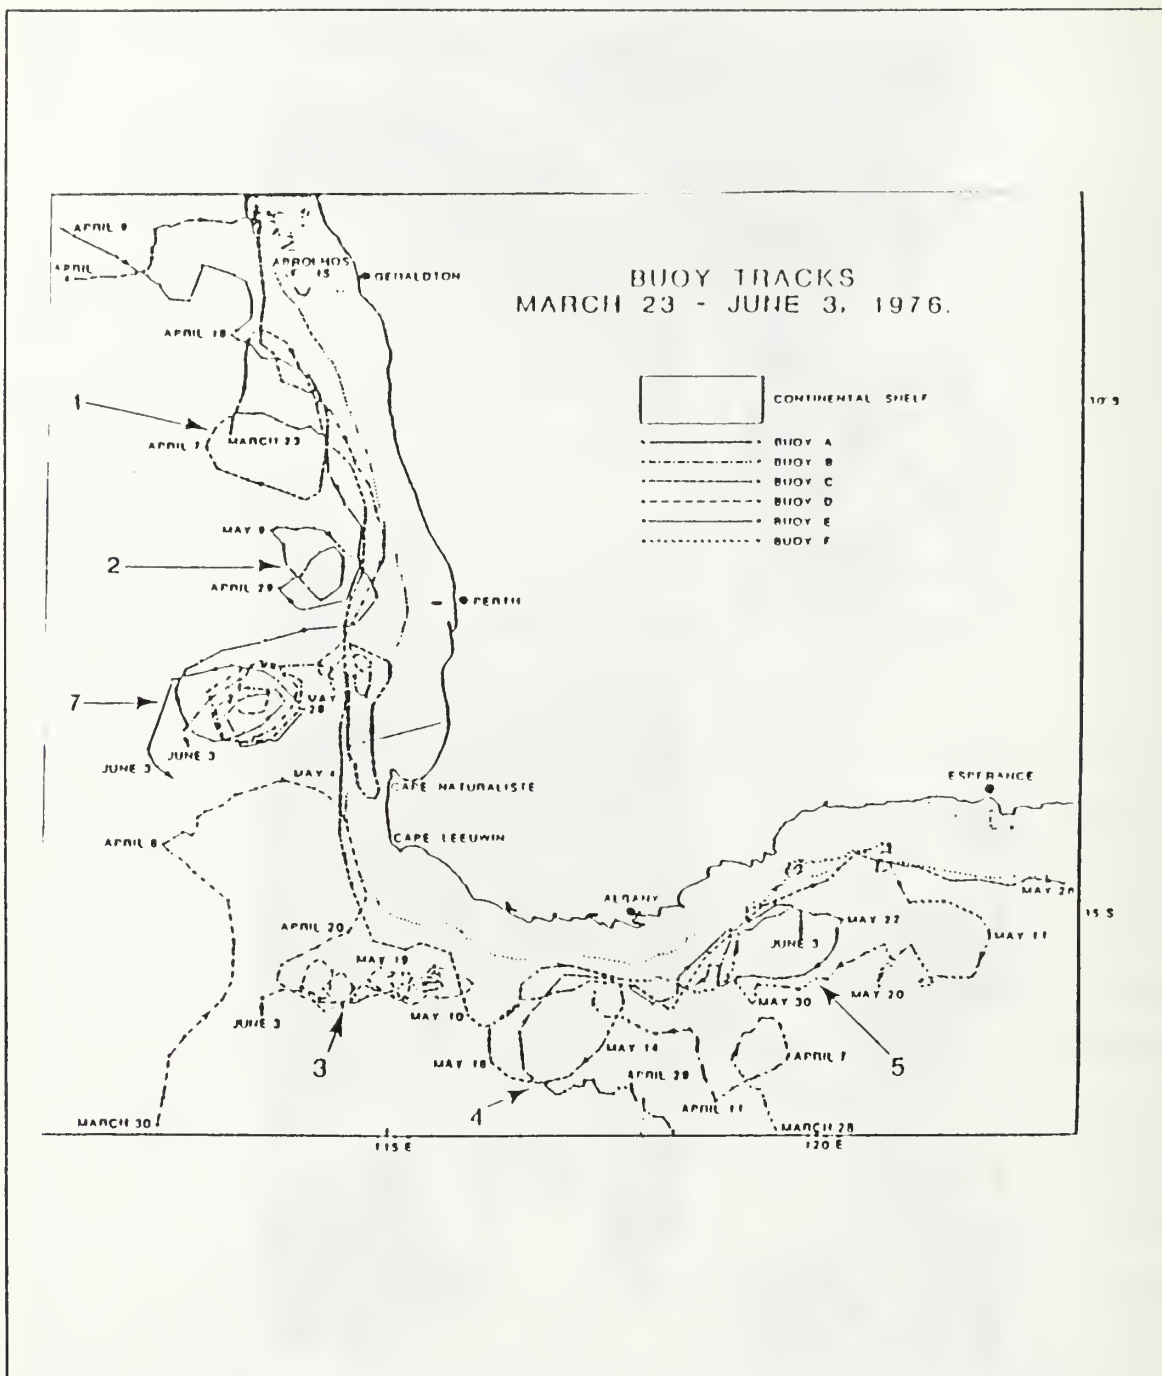 BUOY TRACKS
MARCH 23 - JUNE 3, 1976.
APRIL 9
APRIL
GERALDTON
APRIL 18
CONTINENTAL SHELF
1
APRIL 7
MARCH 23
BUOY A
BUOY B
BUOY C
BUOY D
BUOY E
BUOY F
MAY 9
2
APRIL 29
PERTH
7
MAY
28
JUNE 3
JUNE 3
MAY 4
CAPE NATURALISTE
ESPERANCE
APRIL 8
CAPE LEEUWIN
ALBANY
MAY 28
APRIL 20
MAY 22
MAY 11
JUNE 3
MAY 19
JUNE 3
MAY 10
MAY 30
MAY 20
3
MAY 18
MAY 14
APRIL 7
5
APRIL 29
4
APRIL 11
MARCH 30
MARCH 28
115 E
120 E